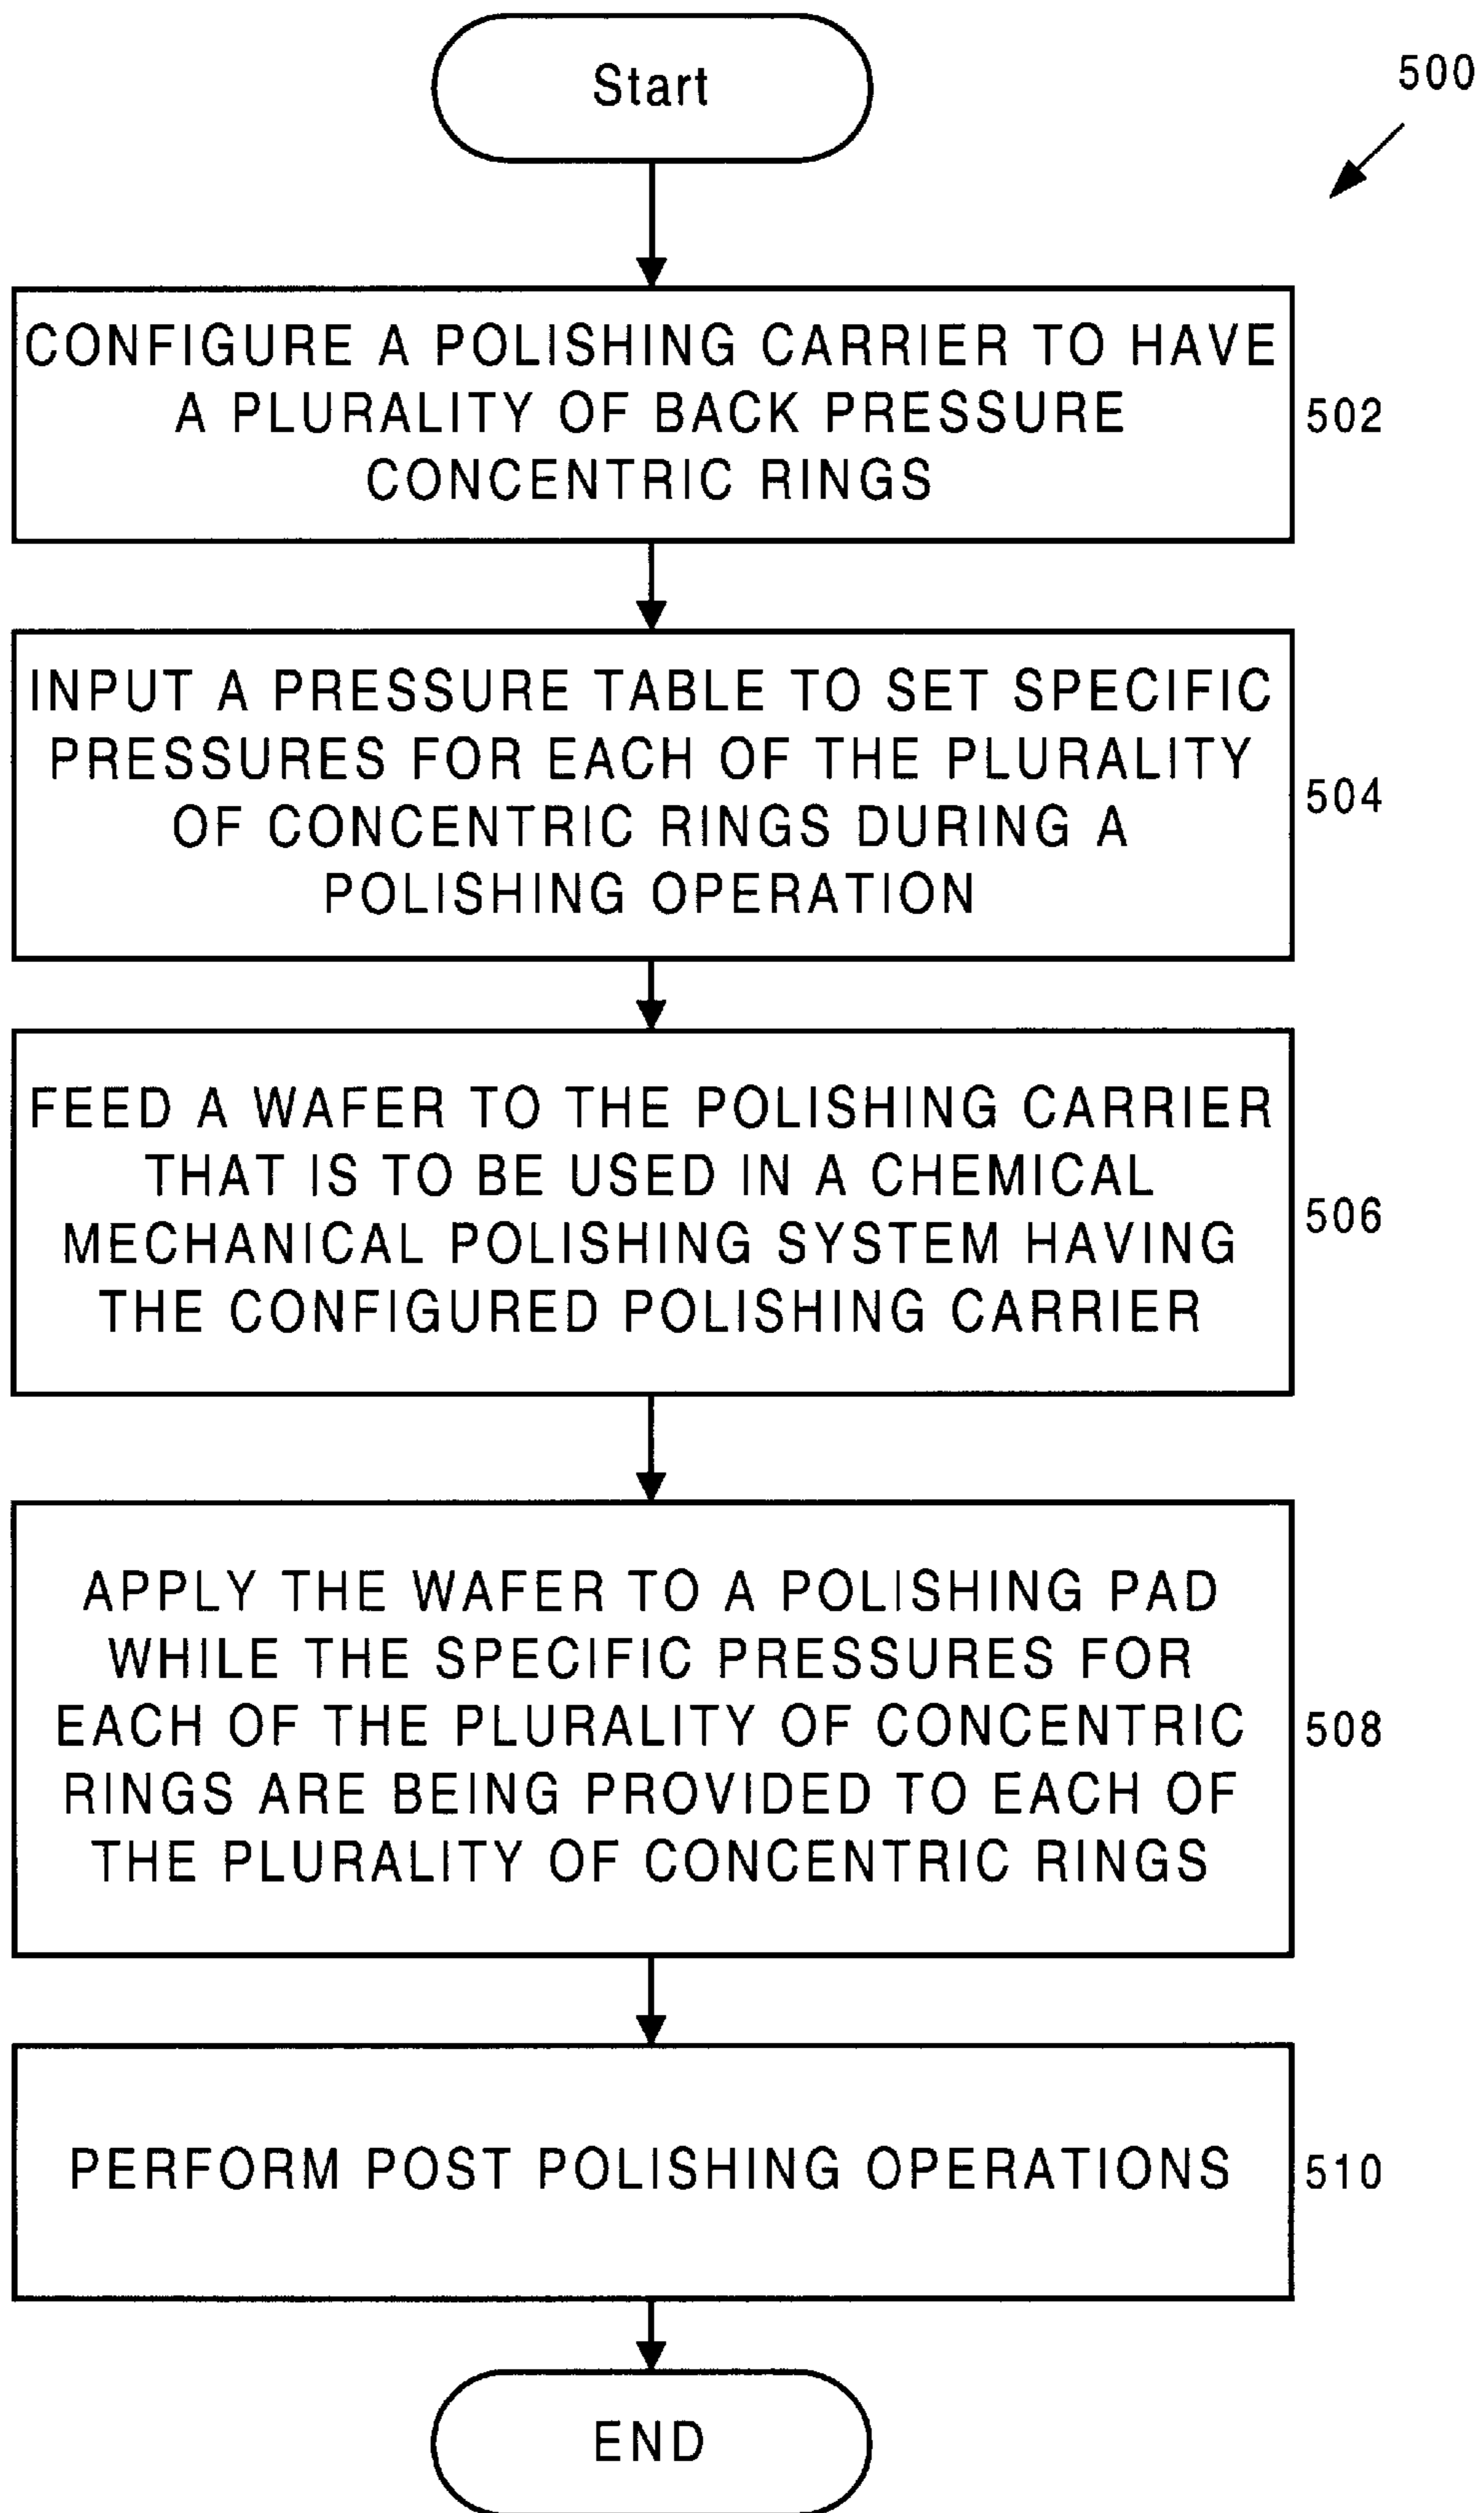 Start
500
CONFIGURE A POLISHING CARRIER TO HAVE
A PLURALITY OF BACK PRESSURE
CONCENTRIC RINGS
502
INPUT A PRESSURE TABLE TO SET SPECIFIC
PRESSURES FOR EACH OF THE PLURALITY
OF CONCENTRIC RINGS DURING A
POLISHING OPERATION
504
FEED A WAFER TO THE POLISHING CARRIER
THAT IS TO BE USED IN A CHEMICAL
MECHANICAL POLISHING SYSTEM HAVING
THE CONFIGURED POLISHING CARRIER
506
APPLY THE WAFER TO A POLISHING PAD
WHILE THE SPECIFIC PRESSURES FOR
EACH OF THE PLURALITY OF CONCENTRIC
RINGS ARE BEING PROVIDED TO EACH OF
THE PLURALITY OF CONCENTRIC RINGS
508
PERFORM POST POLISHING OPERATIONS
510
END